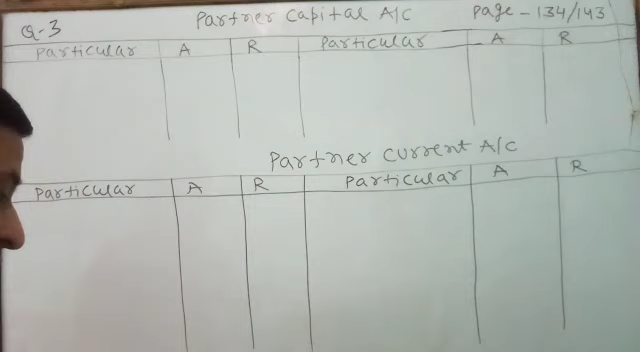 Q-3 Partner Capital A/C Page - 134/143
Particular A R Particular A R
Partner Current A/C
Particular A R Particular A R